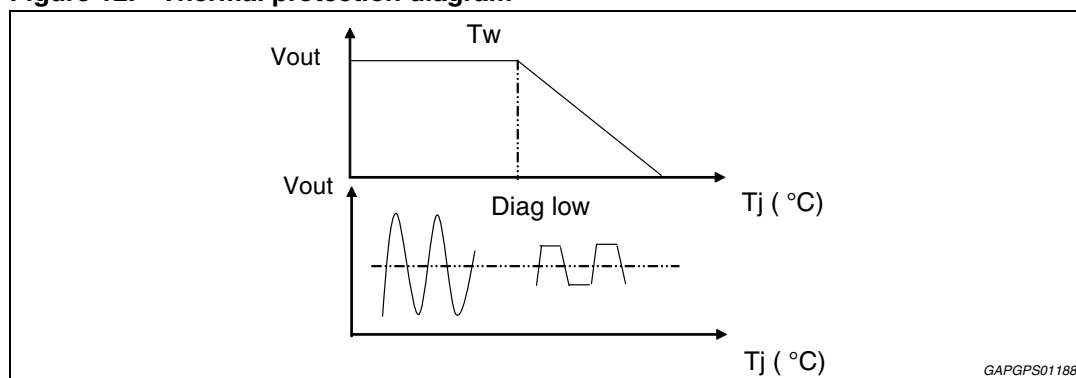 Figure 12. Thermal protection diagram
Tw
Vout
Tj ( °C)
Vout
Diag low
Tj ( °C)
GAPGPS01188